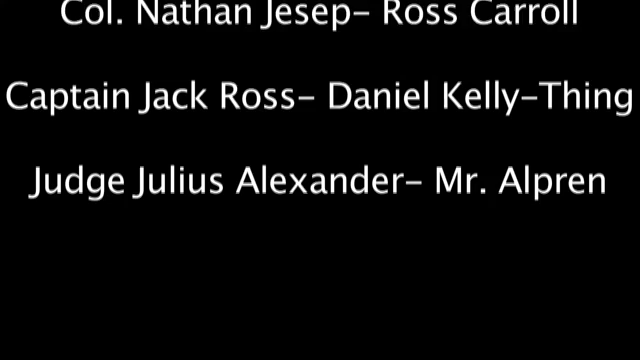 Col. Nathan Jesep- Ross Carroll
Captain Jack Ross- Daniel Kelly-Thing
Judge Julius Alexander- Mr. Alpren